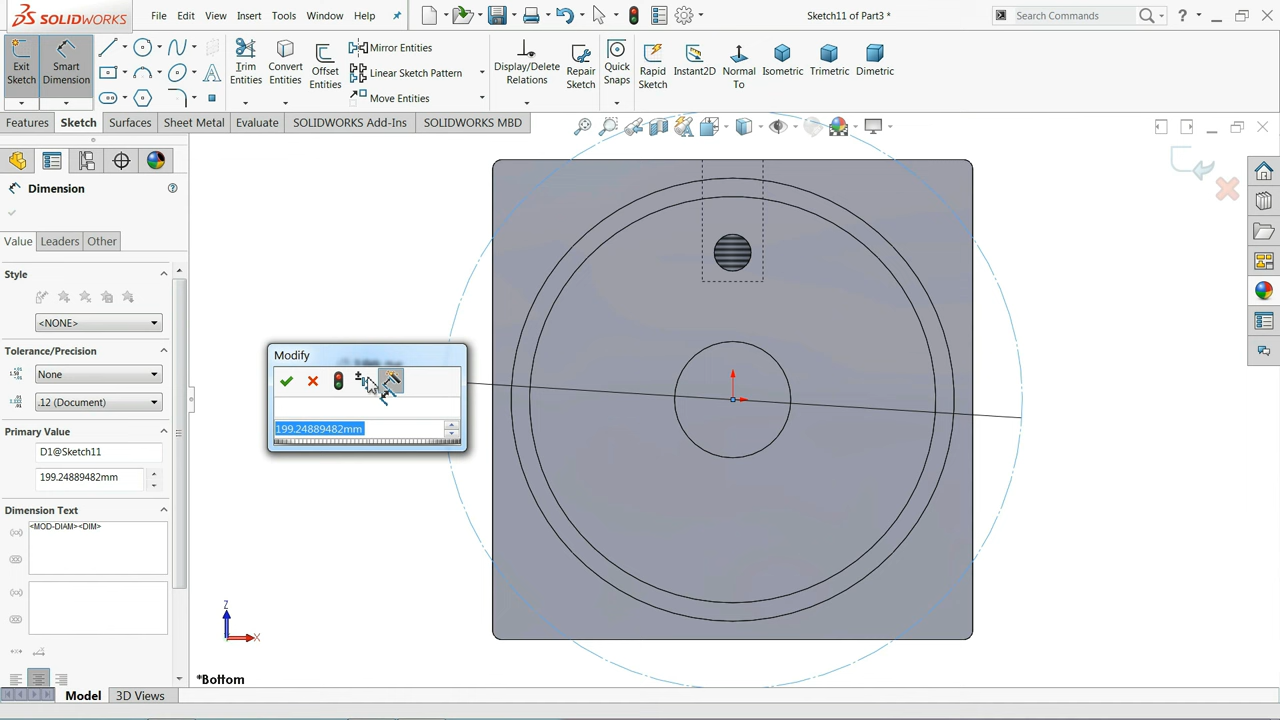 SOLIDWORKS
File Edit View Insert Tools Window Help
Sketch11 of Part3 *
Search Commands
Exit Sketch
Smart Dimension
Trim Entities
Convert Entities
Offset Entities
Mirror Entities
Linear Sketch Pattern
Move Entities
Display/Delete Relations
Repair Sketch
Quick Snaps
Rapid Sketch
Instant2D
Normal To
Isometric
Trimetric
Dimetric
Features Sketch Surfaces Sheet Metal Evaluate SOLIDWORKS Add-Ins SOLIDWORKS MBD
Dimension
Value Leaders Other
Style
<NONE>
Tolerance/Precision
None
.12 (Document)
Primary Value
D1@Sketch11
199.24889482mm
Dimension Text
<MOD-DIAM><DIM>
Modify
199.24889482mm
Z
X
*Bottom
Model 3D Views